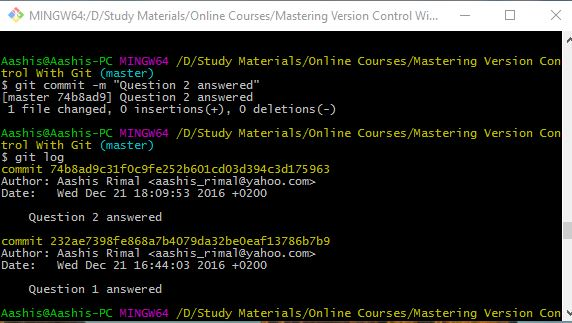 MINGW64:/D/Study Materials/Online Courses/Mastering Version Control Wi...
Aashis@Aashis-PC MINGW64 /D/Study Materials/Online Courses/Mastering Version Con
trol With Git (master)
$ git commit -m "Question 2 answered"
[master 74b8ad9] Question 2 answered
 1 file changed, 0 insertions(+), 0 deletions(-)
Aashis@Aashis-PC MINGW64 /D/Study Materials/Online Courses/Mastering Version Con
trol With Git (master)
$ git log
commit 74b8ad9c31f0c9fe252b601cd03d394c3d175963
Author: Aashis Rimal <aashis_rimal@yahoo.com>
Date:   Wed Dec 21 18:09:53 2016 +0200
    Question 2 answered
commit 232ae7398fe868a7b4079da32be0eaf13786b7b9
Author: Aashis Rimal <aashis_rimal@yahoo.com>
Date:   Wed Dec 21 16:44:03 2016 +0200
    Question 1 answered
Aashis@Aashis-PC MINGW64 /D/Study Materials/Online Courses/Mastering Version Con